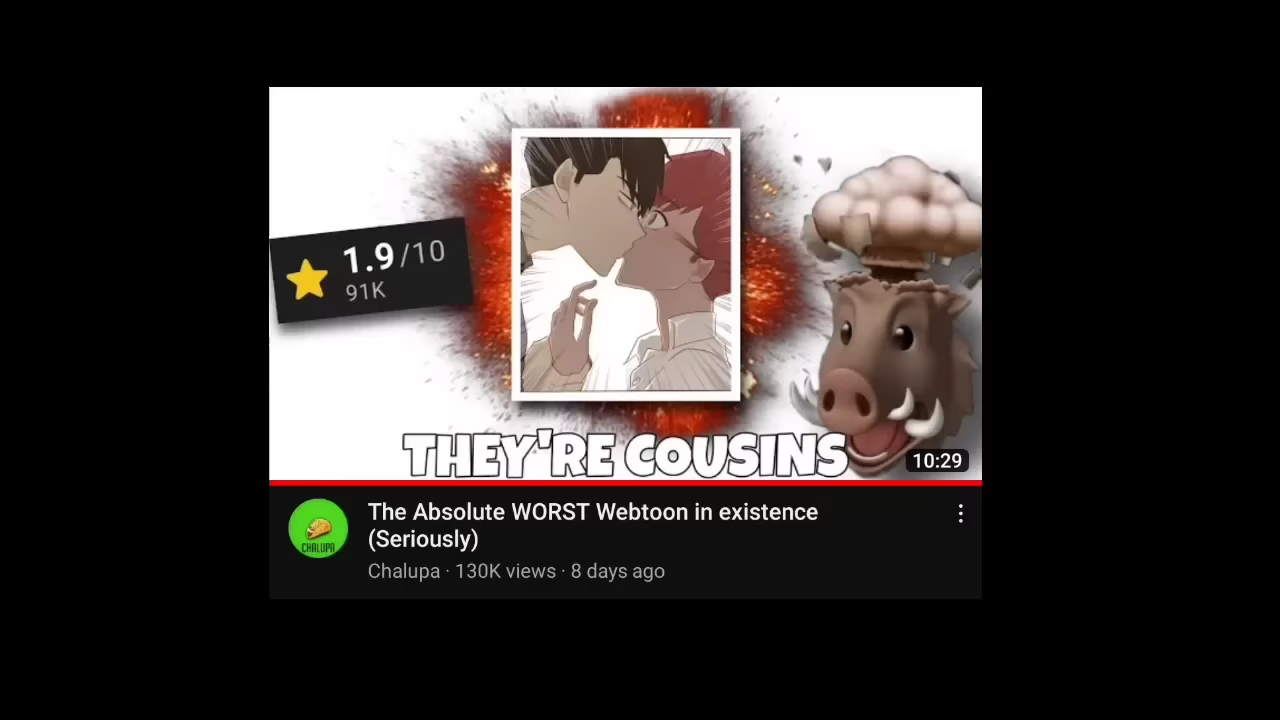 1.9/10
91K
THEY'RE COUSINS
10:29
The Absolute WORST Webtoon in existence
(Seriously)
CHALUPA
Chalupa · 130K views · 8 days ago